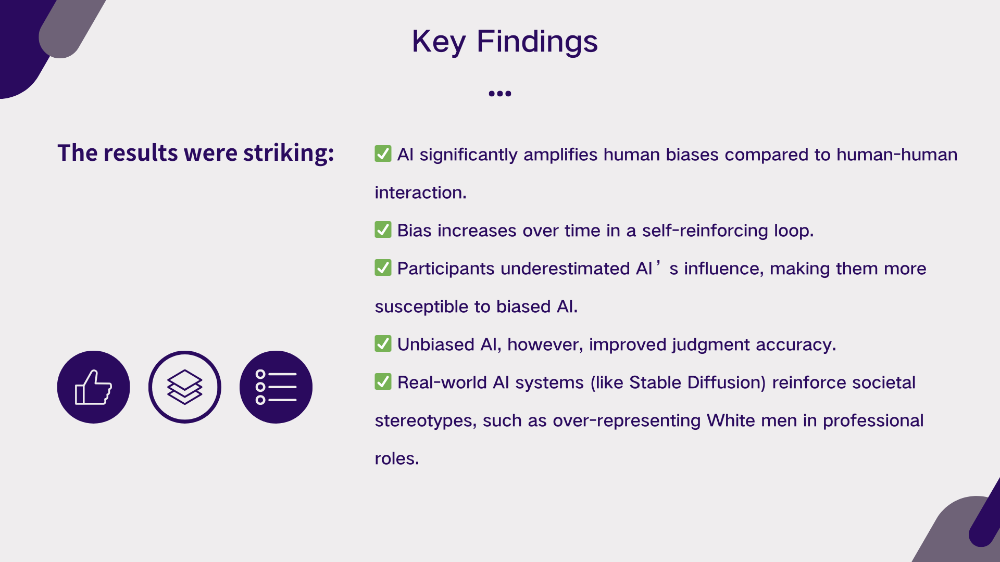 Key Findings
...
The results were striking:
✅ AI significantly amplifies human biases compared to human-human
interaction.
✅ Bias increases over time in a self-reinforcing loop.
✅ Participants underestimated AI’s influence, making them more
susceptible to biased AI.
✅ Unbiased AI, however, improved judgment accuracy.
✅ Real-world AI systems (like Stable Diffusion) reinforce societal
stereotypes, such as over-representing White men in professional
roles.